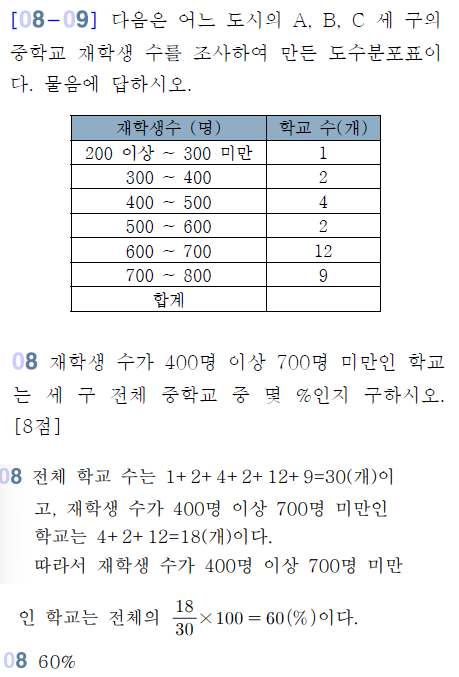 [08-09] 다음은 어느 도시의 A, B, C 세 구의
중학교 재학생 수를 조사하여 만든 도수분포표이
다. 물음에 답하시오.
재학생수 (명) 학교 수(개)
200 이상 ~ 300 미만 1
300 ~ 400 2
400 ~ 500 4
500 ~ 600 2
600 ~ 700 12
700 ~ 800 9
합계
08 재학생 수가 400명 이상 700명 미만인 학교
는 세 구 전체 중학교 중 몇 %인지 구하시오.
[8점]
08 전체 학교 수는 1+2+4+2+12+9=30(개)이
고, 재학생 수가 400명 이상 700명 미만인
학교는 4+2+12=18(개)이다.
따라서 재학생 수가 400명 이상 700명 미만
인 학교는 전체의 18/30×100=60(%)이다.
08 60%